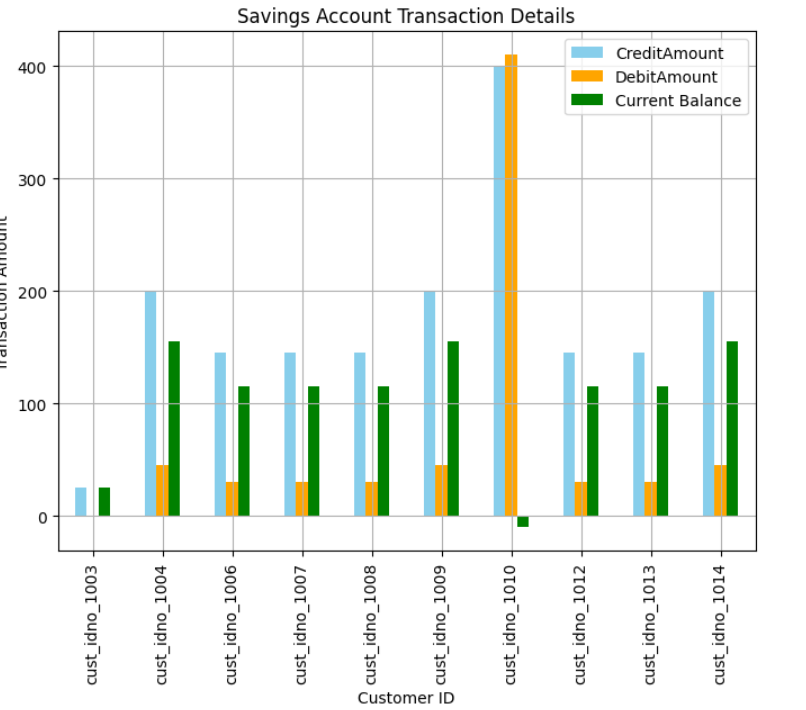 Savings Account Transaction Details
CreditAmount
DebitAmount
Current Balance
400
300
200
100
0
Transaction Amount
cust_idno_1003
cust_idno_1004
cust_idno_1006
cust_idno_1007
cust_idno_1008
cust_idno_1009
cust_idno_1010
cust_idno_1012
cust_idno_1013
cust_idno_1014
Customer ID